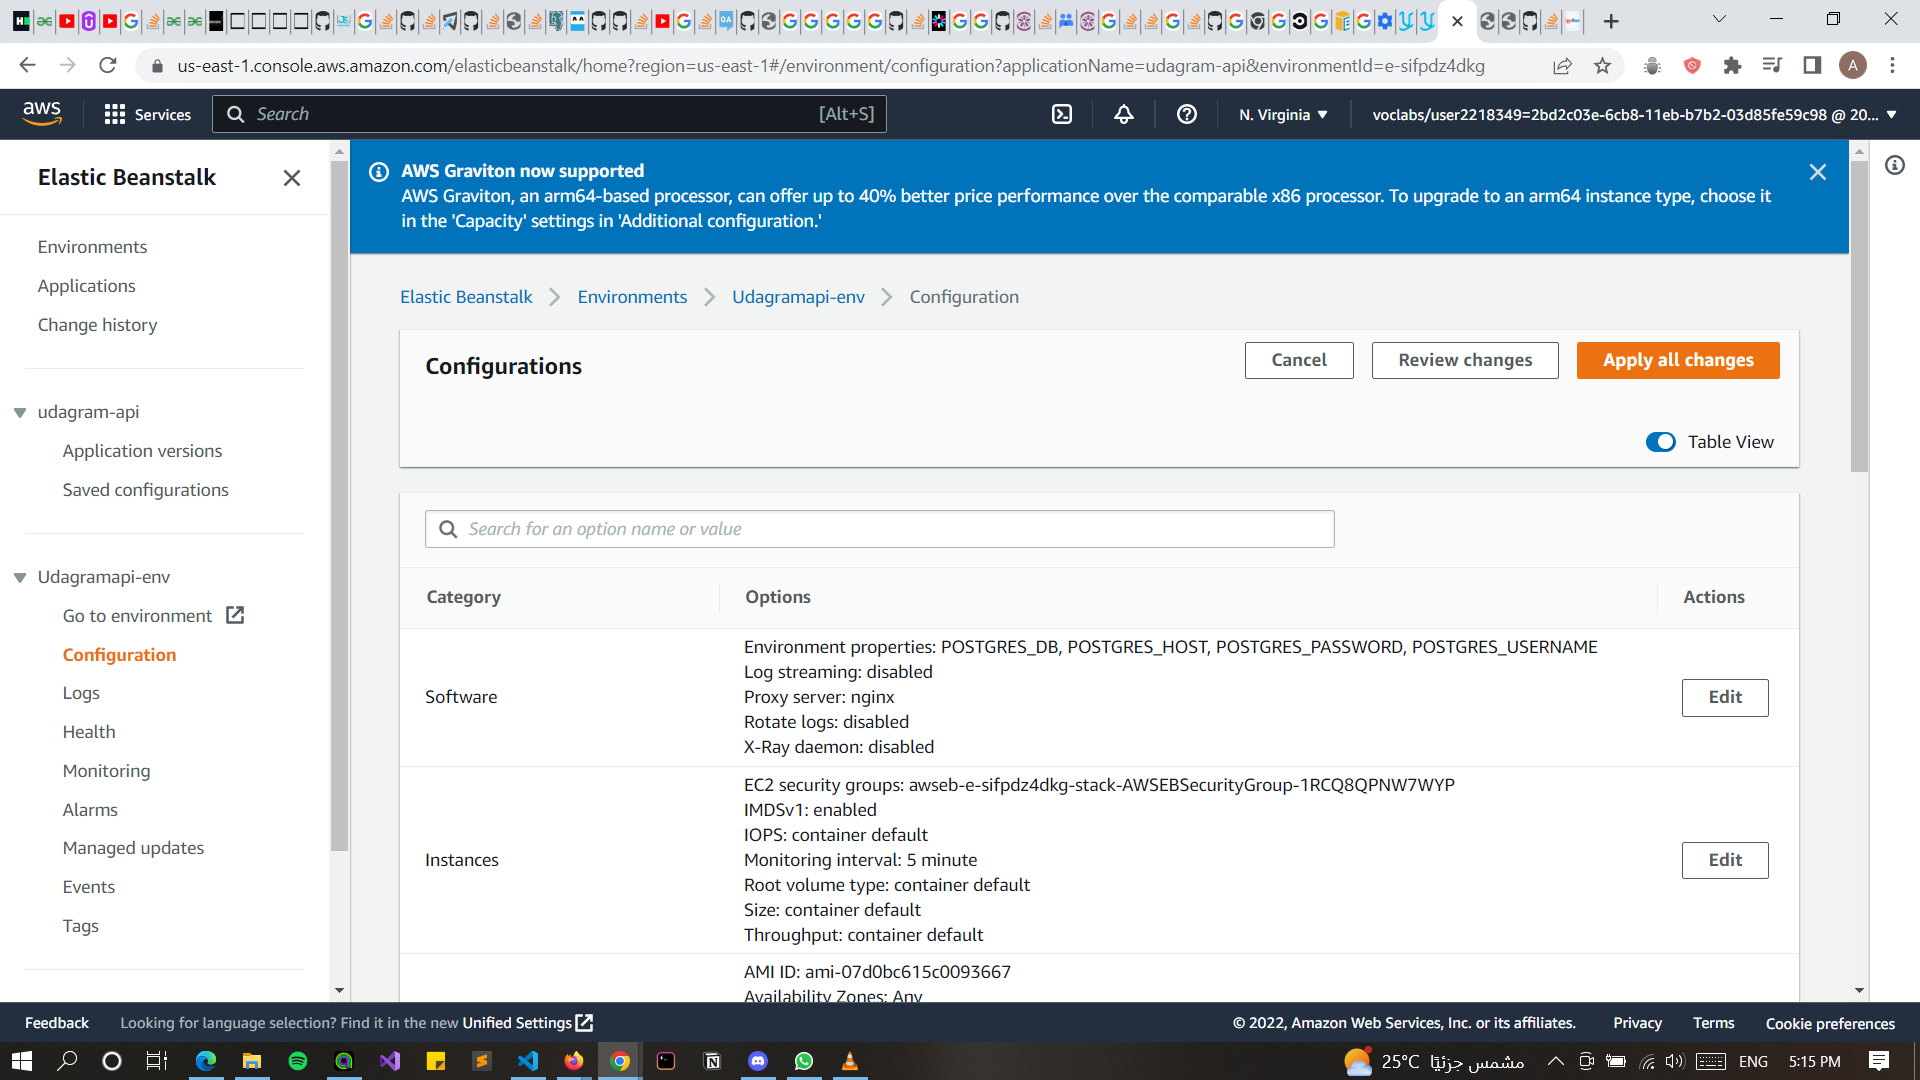 us-east-1.console.aws.amazon.com/elasticbeanstalk/home?region=us-east-1#/environment/configuration?applicationName=udagram-api&environmentId=e-sifpdz4dkg
A
aws
Services
Search
[Alt+S]
N. Virginia
voclabs/user2218349=2bd2c03e-6cb8-11eb-b7b2-03d85fe59c98 @ 20...
Elastic Beanstalk
Environments
Applications
Change history
udagram-api
Application versions
Saved configurations
Udagramapi-env
Go to environment
Configuration
Logs
Health
Monitoring
Alarms
Managed updates
Events
Tags
AWS Graviton now supported
AWS Graviton, an arm64-based processor, can offer up to 40% better price performance over the comparable x86 processor. To upgrade to an arm64 instance type, choose it
in the 'Capacity' settings in 'Additional configuration.'
Elastic Beanstalk
Environments
Udagramapi-env
Configuration
Configurations
Cancel
Review changes
Apply all changes
Table View
Search for an option name or value
Category
Options
Actions
Software
Environment properties: POSTGRES_DB, POSTGRES_HOST, POSTGRES_PASSWORD, POSTGRES_USERNAME
Log streaming: disabled
Proxy server: nginx
Rotate logs: disabled
X-Ray daemon: disabled
Edit
Instances
EC2 security groups: awseb-e-sifpdz4dkg-stack-AWSEBSecurityGroup-1RCQ8QPNW7WYP
IMDSv1: enabled
IOPS: container default
Monitoring interval: 5 minute
Root volume type: container default
Size: container default
Throughput: container default
Edit
AMI ID: ami-07d0bc615c0093667
Availability Zones: Any
Feedback
Looking for language selection? Find it in the new Unified Settings
© 2022, Amazon Web Services, Inc. or its affiliates.
Privacy
Terms
Cookie preferences
25°C
مشمس جزئيًا
ENG
5:15 PM